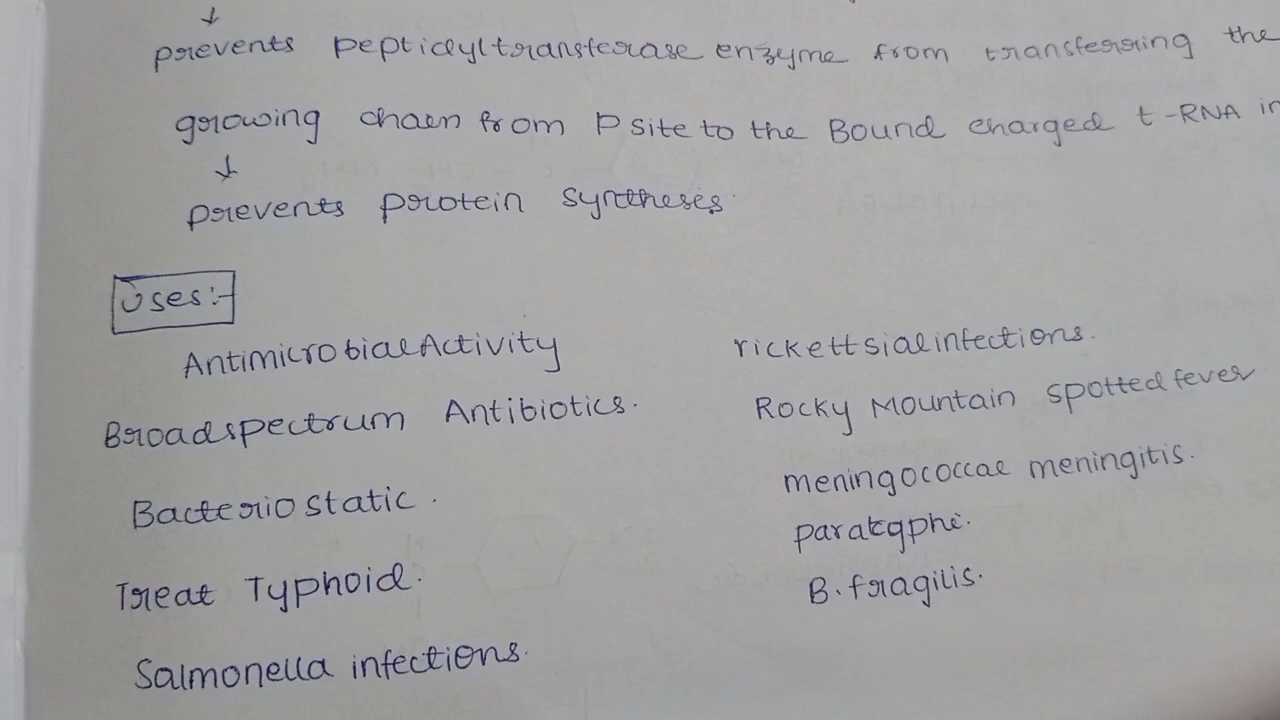 ↓
prevents peptidyltransferase enzyme from transferring the
growing chain from P site to the Bound charged t-RNA in
↓
prevents protein syntheses.
Uses:-
Antimicrobial Activity
Broadspectrum Antibiotics.
Bacteriostatic.
Treat Typhoid.
Salmonella infections.
rickettsial infections.
Rocky Mountain spotted fever
meningococcal meningitis.
B. fragilis.